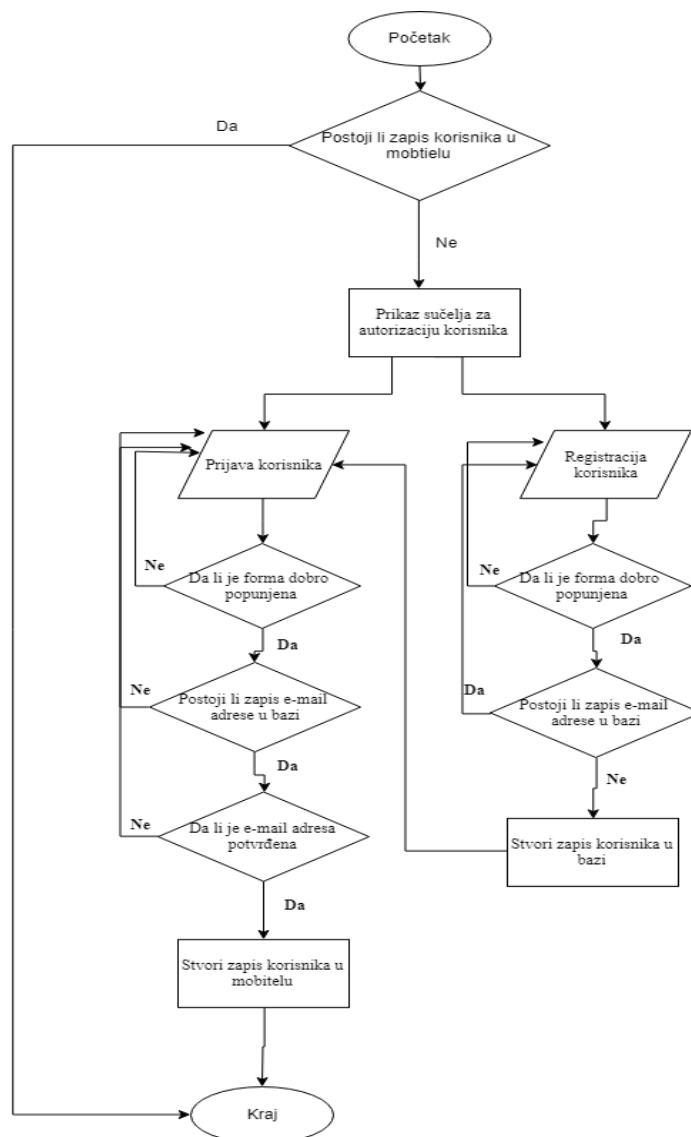 Početak
Da
Postoji li zapis korisnika u
mobtielu
Ne
Prikaz sučelja za
autorizaciju korisnika
Prijava korisnika
Registracija
korisnika
Ne
Da li je forma dobro
popunjena
Ne
Da li je forma dobro
popunjena
Da
Da
Ne
Postoji li zapis e-mail
adrese u bazi
Da
Postoji li zapis e-mail
adrese u bazi
Da
Ne
Ne
Da li je e-mail adresa
potvrđena
Stvori zapis korisnika u
bazi
Da
Stvori zapis korisnika u
mobitelu
Kraj